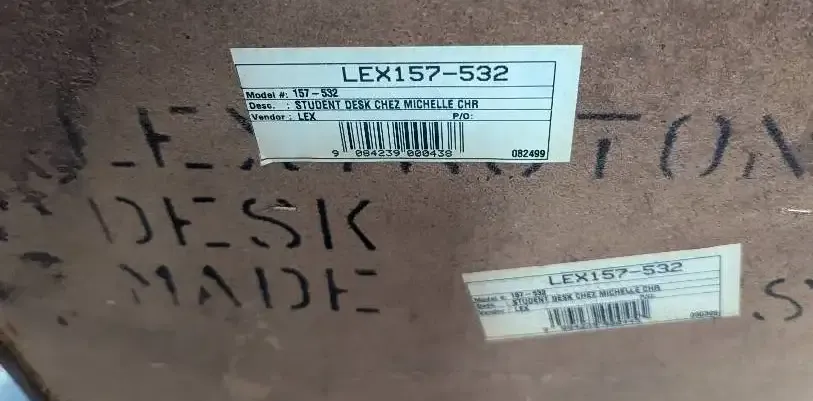 LEX157-532
Model #: 157-532
Desc. : STUDENT DESK CHEZ MICHELLE CHR
Vendor : LEX P/O:
9 084239 000438 082499
DESK
MADE
LEX157-532
Model #: 157-532
Desc. : STUDENT DESK CHEZ MICHELLE CHR
Vendor : LEX P/O: